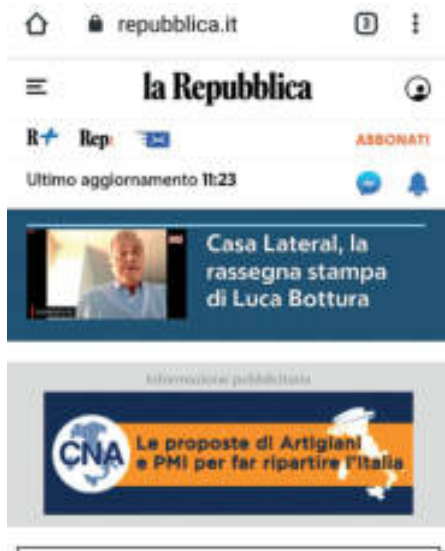 repubblica.it
3
la Repubblica
R+ Rep:
ABBONATI
Ultimo aggiornamento 11:23
Casa Lateral, la
rassegna stampa
di Luca Bottura
Informazione pubblicitaria
CNA
Le proposte di Artigiani
e PMI per far ripartire l'Italia